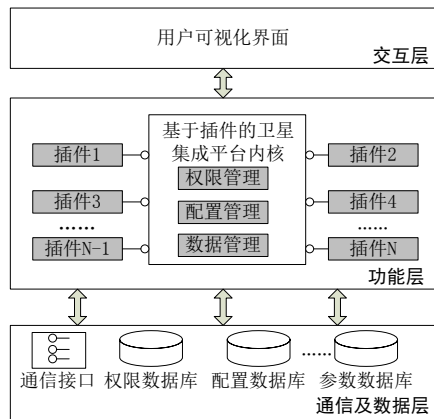 用户可视化界面
交互层
基于插件的卫星
集成平台内核
插件1
插件2
权限管理
插件3
插件4
配置管理
......
......
插件N-1
数据管理
插件N
功能层
通信接口
权限数据库
配置数据库
......
参数数据库
通信及数据层